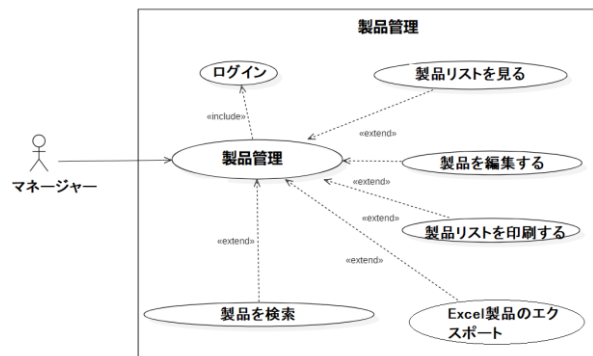 製品管理
ログイン
製品リストを見る
«include»
«extend»
製品管理
製品を編集する
マネージャー
«extend»
«extend»
製品リストを印刷する
«extend»
«extend»
製品を検索
Excel製品のエク
スポート